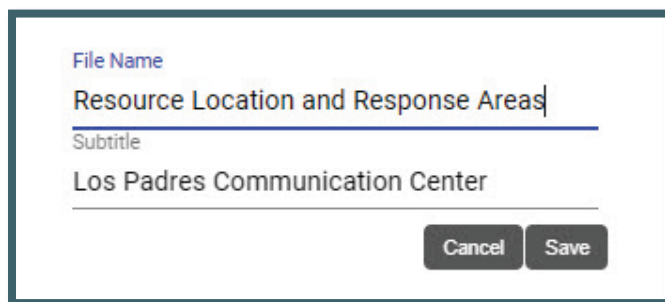 File Name
Resource Location and Response Areas
Subtitle
Los Padres Communication Center
Cancel Save